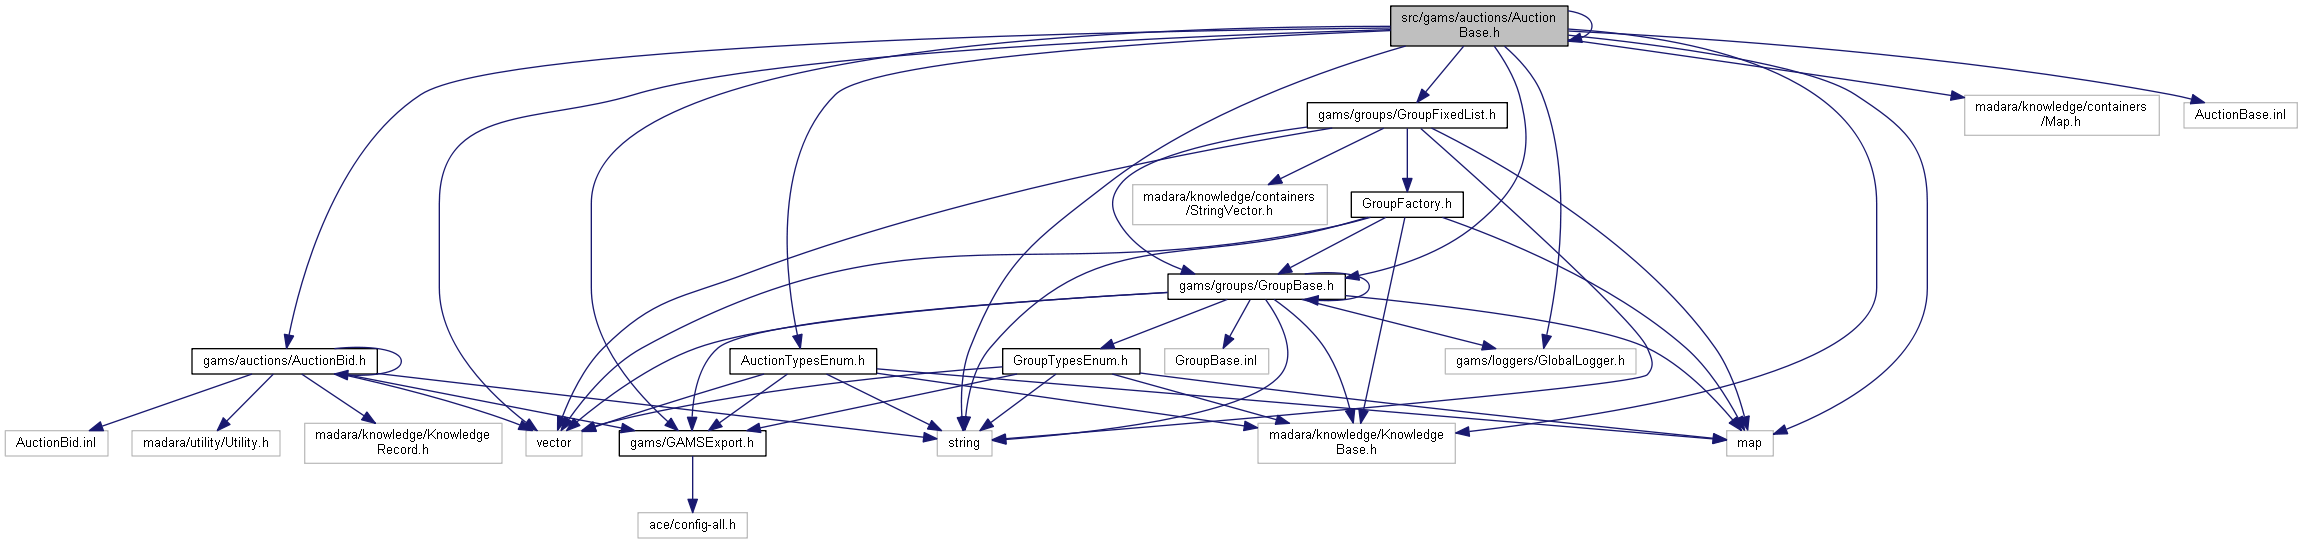 src/gams/auctions/Auction
Base.h
gams/groups/GroupFixedList.h
madara/knowledge/containers
/Map.h
AuctionBase.inl
madara/knowledge/containers
/StringVector.h
GroupFactory.h
gams/groups/GroupBase.h
gams/auctions/AuctionBid.h
AuctionTypesEnum.h
GroupTypesEnum.h
GroupBase.inl
gams/loggers/GlobalLogger.h
AuctionBid.inl
madara/utility/Utility.h
madara/knowledge/Knowledge
Record.h
vector
gams/GAMSExport.h
string
madara/knowledge/Knowledge
Base.h
map
ace/config-all.h